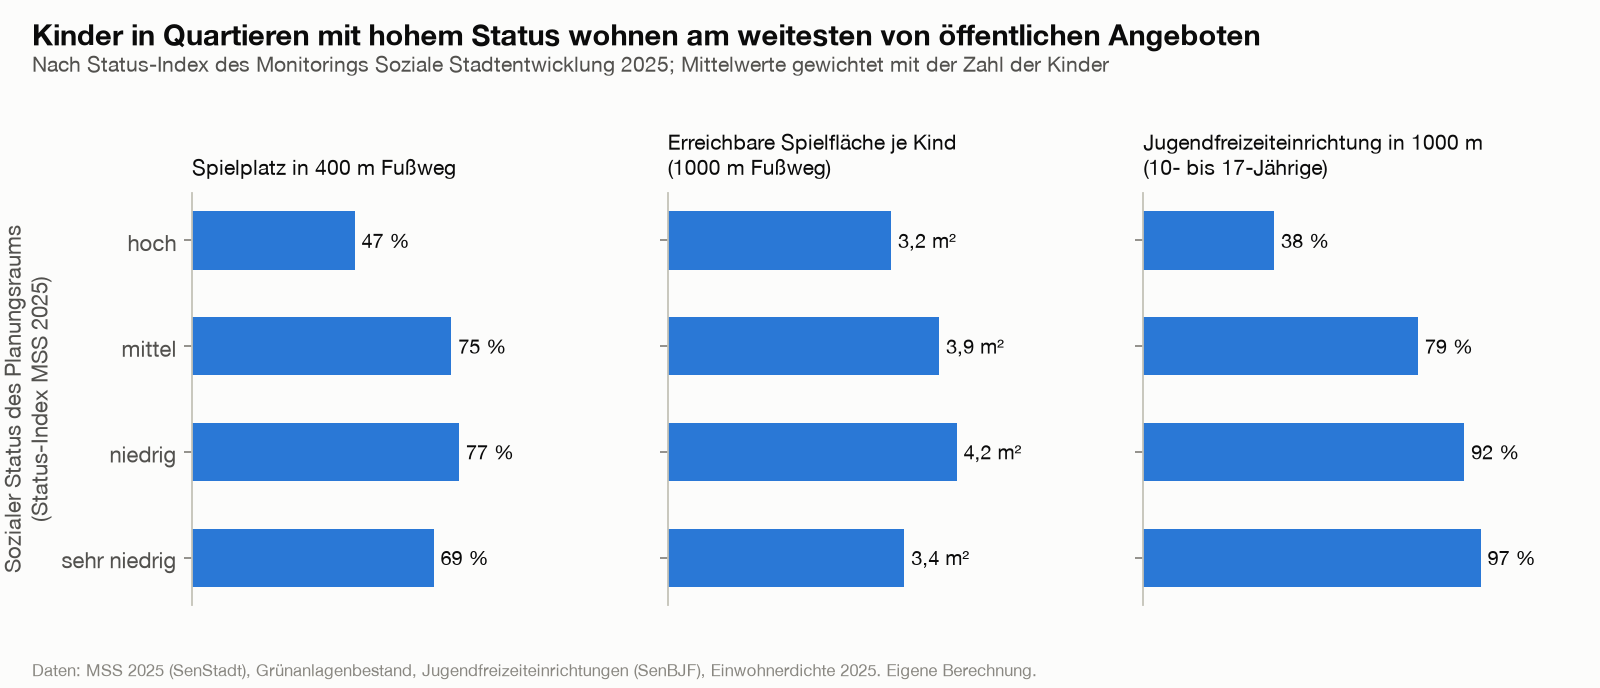 Kinder in Quartieren mit hohem Status wohnen am weitesten von öffentlichen Angeboten
Nach Status-Index des Monitorings Soziale Stadtentwicklung 2025; Mittelwerte gewichtet mit der Zahl der Kinder
Sozialer Status des Planungsraums
(Status-Index MSS 2025)
Spielplatz in 400 m Fußweg
hoch
47 %
mittel
75 %
niedrig
77 %
sehr niedrig
69 %
Erreichbare Spielfläche je Kind
(1000 m Fußweg)
3,2 m²
3,9 m²
4,2 m²
3,4 m²
Jugendfreizeiteinrichtung in 1000 m
(10- bis 17-Jährige)
38 %
79 %
92 %
97 %
Daten: MSS 2025 (SenStadt), Grünanlagenbestand, Jugendfreizeiteinrichtungen (SenBJF), Einwohnerdichte 2025. Eigene Berechnung.